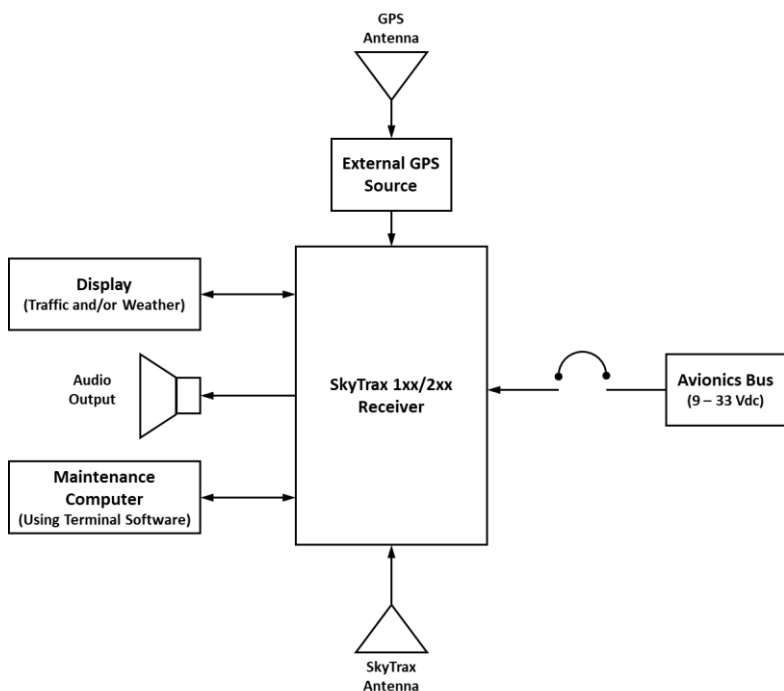 GPS
Antenna
External GPS
Source
Display
(Traffic and/or Weather)
Audio
Output
SkyTrax 1xx/2xx
Receiver
Avionics Bus
(9 – 33 Vdc)
Maintenance
Computer
(Using Terminal Software)
SkyTrax
Antenna